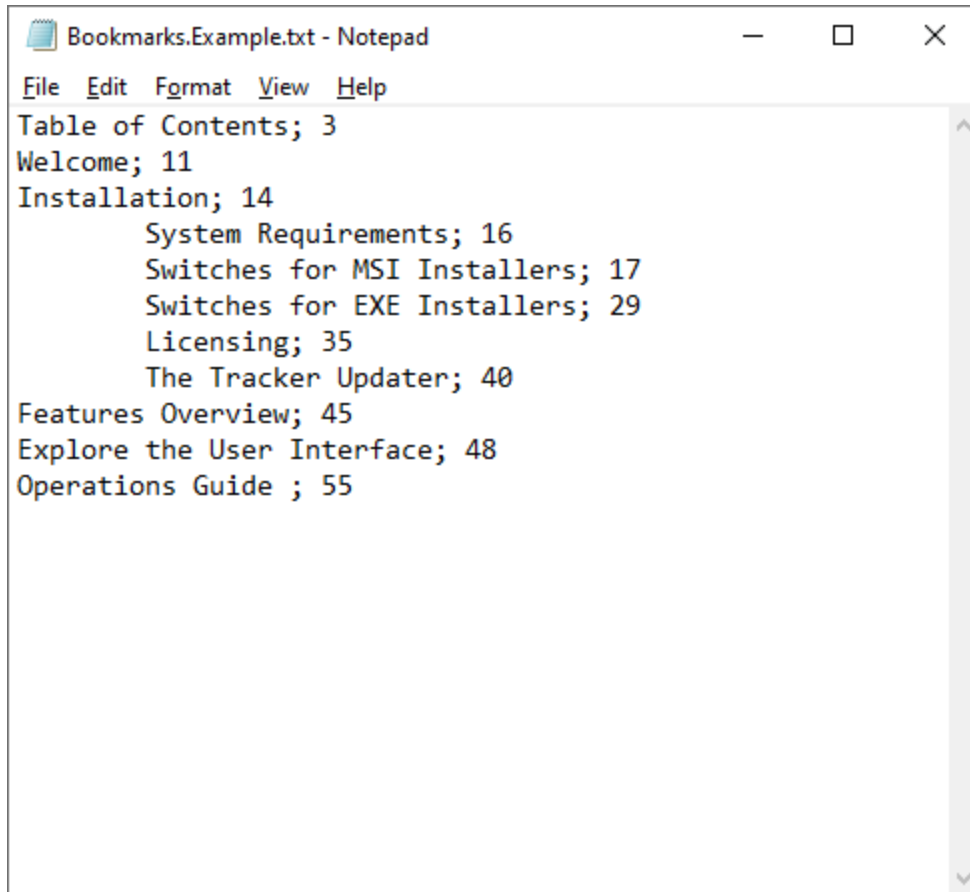 Bookmarks.Example.txt - Notepad
File Edit Format View Help
Table of Contents; 3
Welcome; 11
Installation; 14
	System Requirements; 16
	Switches for MSI Installers; 17
	Switches for EXE Installers; 29
	Licensing; 35
	The Tracker Updater; 40
Features Overview; 45
Explore the User Interface; 48
Operations Guide ; 55